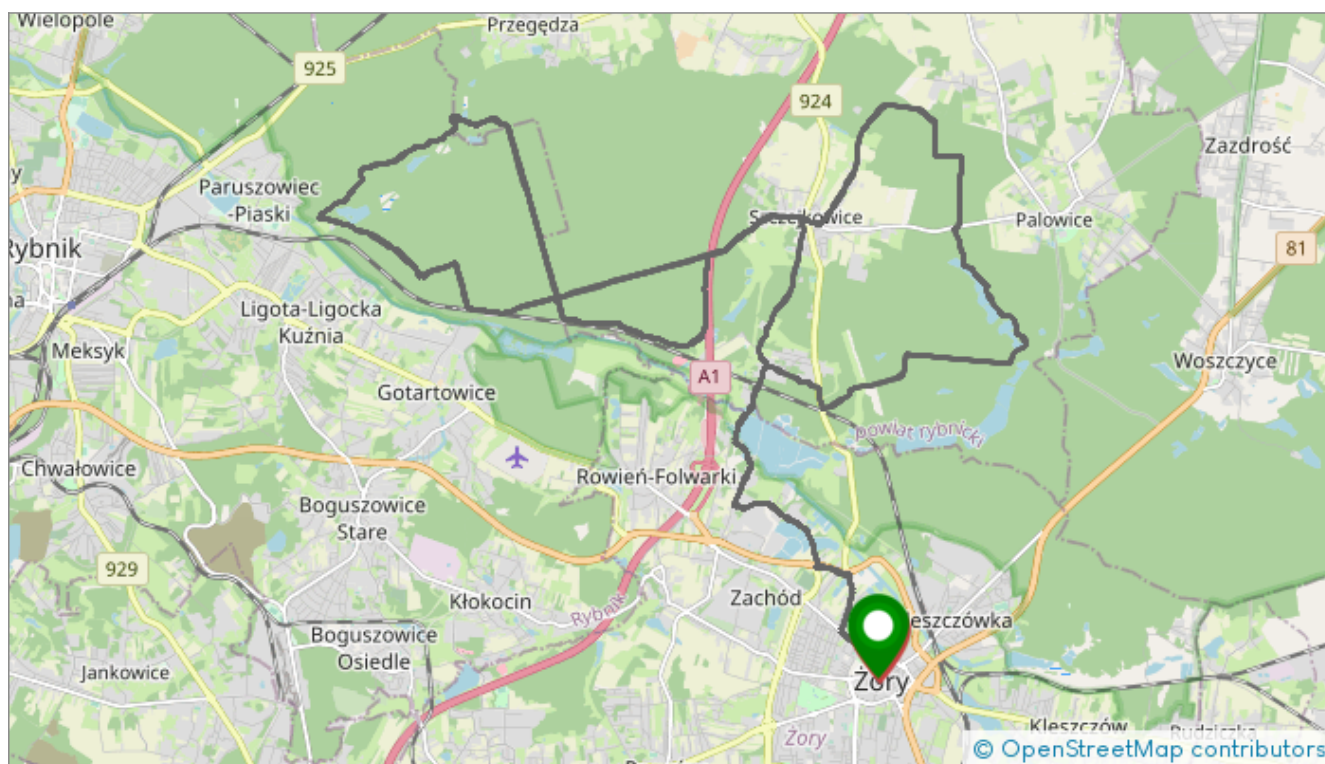 Wielopole
Przegędza
925
924
Zazdrość
Paruszowiec
-Piaski
Szczejkowice
Palowice
Rybnik
81
Ligota-Ligocka
Kuźnia
Meksyk
Woszczyce
A1
Gotartowice
powiat rybnicki
Chwałowice
Rowień-Folwarki
Boguszowice
Stare
929
Kłokocin
Zachód
Rybnik
Boguszowice
Osiedle
Jankowice
Żory
Kleszczów
Rudziczka
Żory
© OpenStreetMap contributors